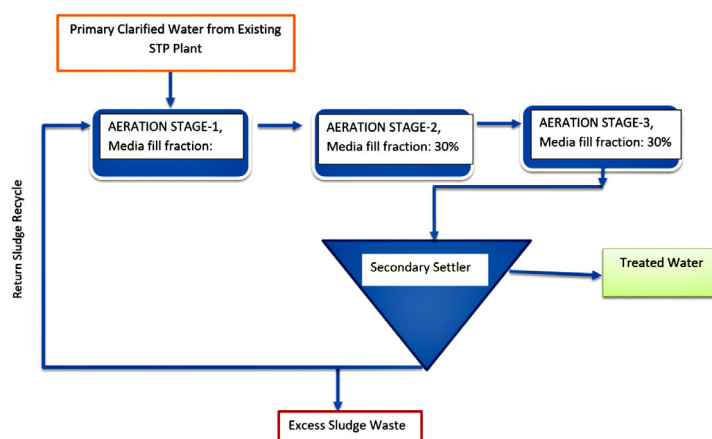 Primary Clarified Water from Existing
STP Plant
AERATION STAGE-1,
Media fill fraction:
AERATION STAGE-2,
Media fill fraction: 30%
AERATION STAGE-3,
Media fill fraction: 30%
Return Sludge Recycle
Secondary Settler
Treated Water
Excess Sludge Waste